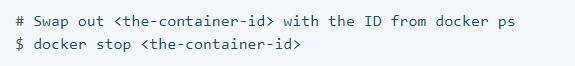 # Swap out <the-container-id> with the ID from docker ps
$ docker stop <the-container-id>